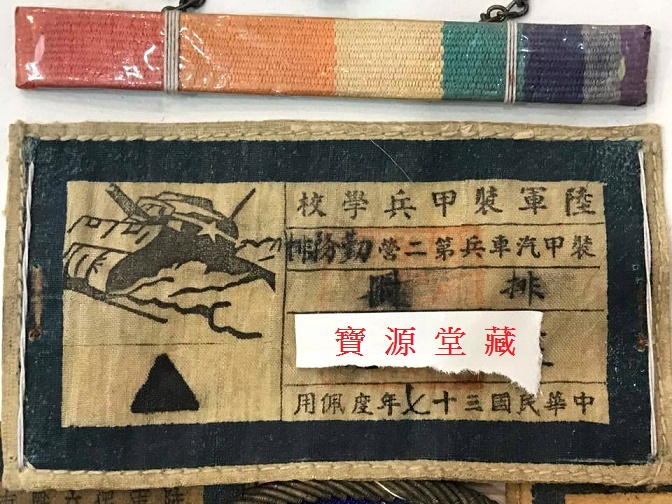 陸軍裝甲兵學校
裝甲汽車兵第二營勤務排
排
寶源堂藏
中華民國三十七年度佩用